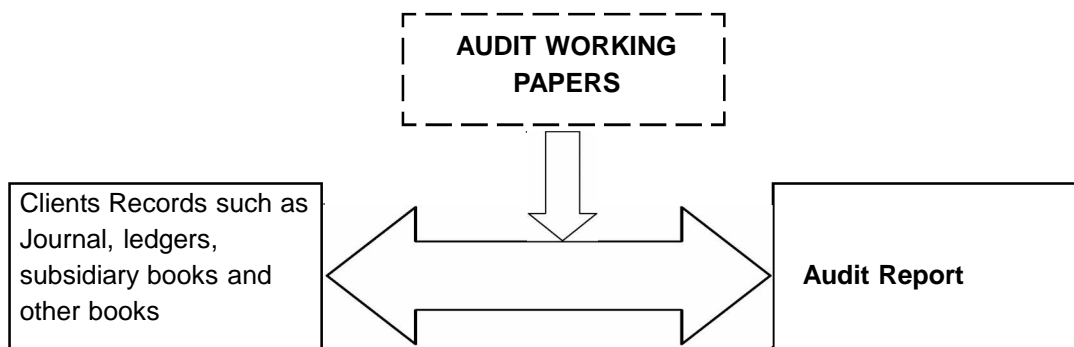 AUDIT WORKING
PAPERS
Clients Records such as
Journal, ledgers,
subsidiary books and
other books
Audit Report